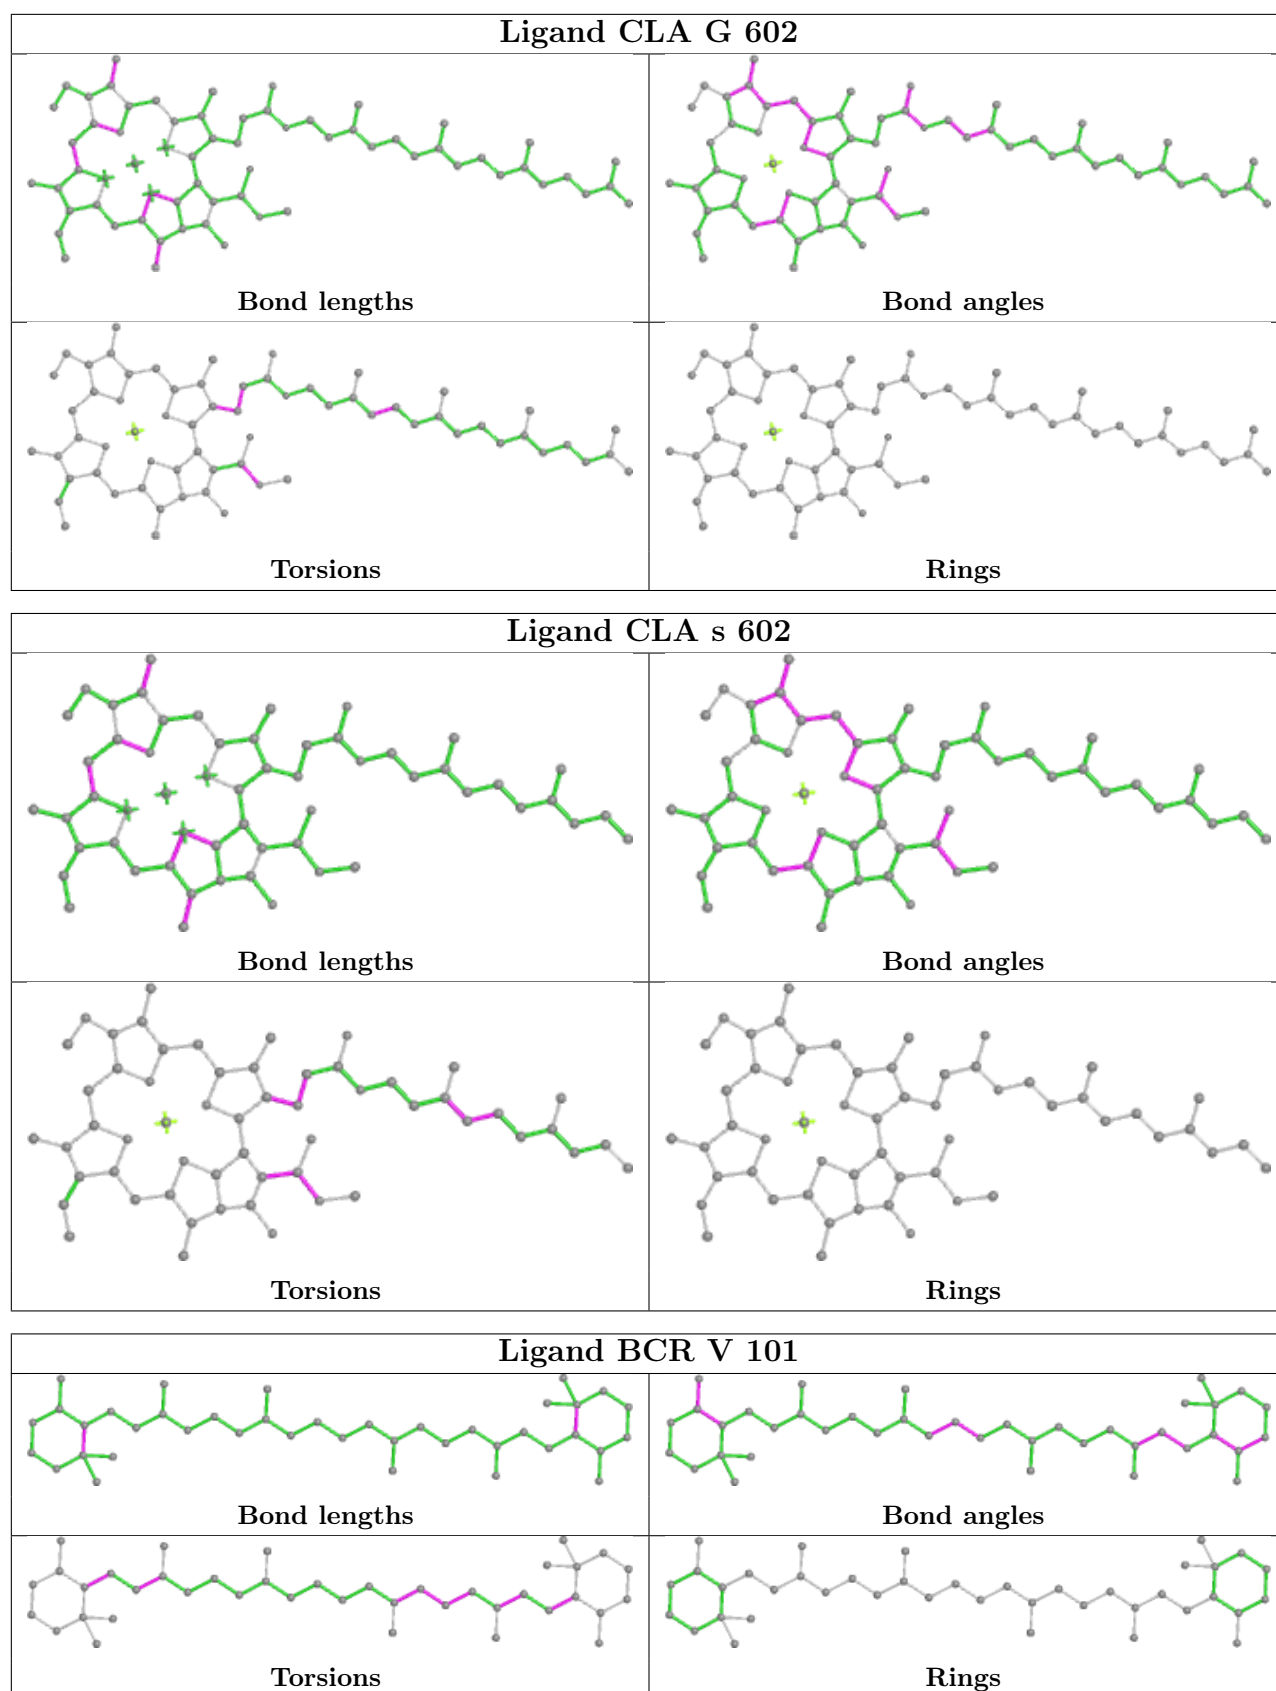 Ligand CLA G 602
Bond lengths
Bond angles
Torsions
Rings
Ligand CLA s 602
Bond lengths
Bond angles
Torsions
Rings
Ligand BCR V 101
Bond lengths
Bond angles
Torsions
Rings